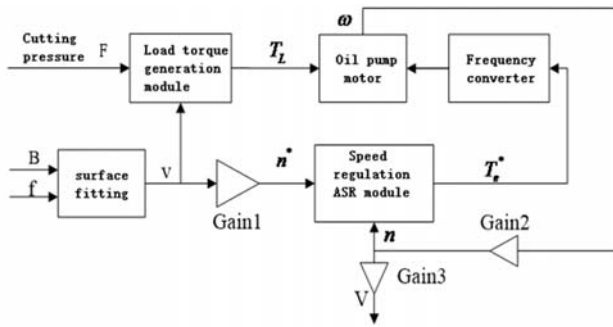 ω
Cutting
pressure F
Load torque
generation
module
T_L
Oil pump
motor
Frequency
converter
B
f
surface
fitting
V
Gain1
n*
Speed
regulation
ASR module
T_e*
n
Gain2
Gain3
V